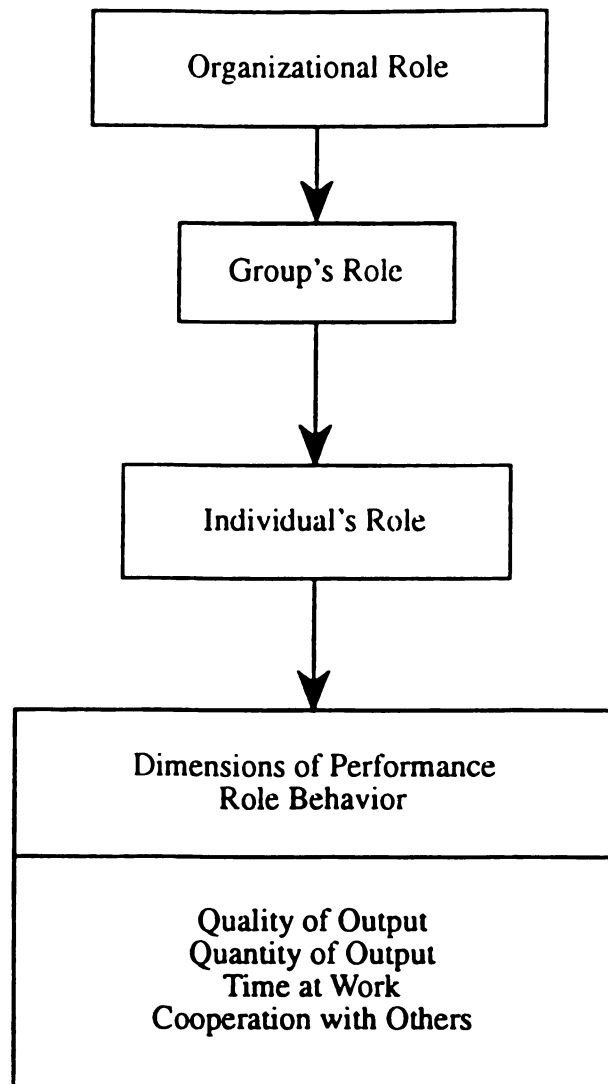 Organizational Role
Group's Role
Individual's Role
Dimensions of Performance
Role Behavior
Quality of Output
Quantity of Output
Time at Work
Cooperation with Others